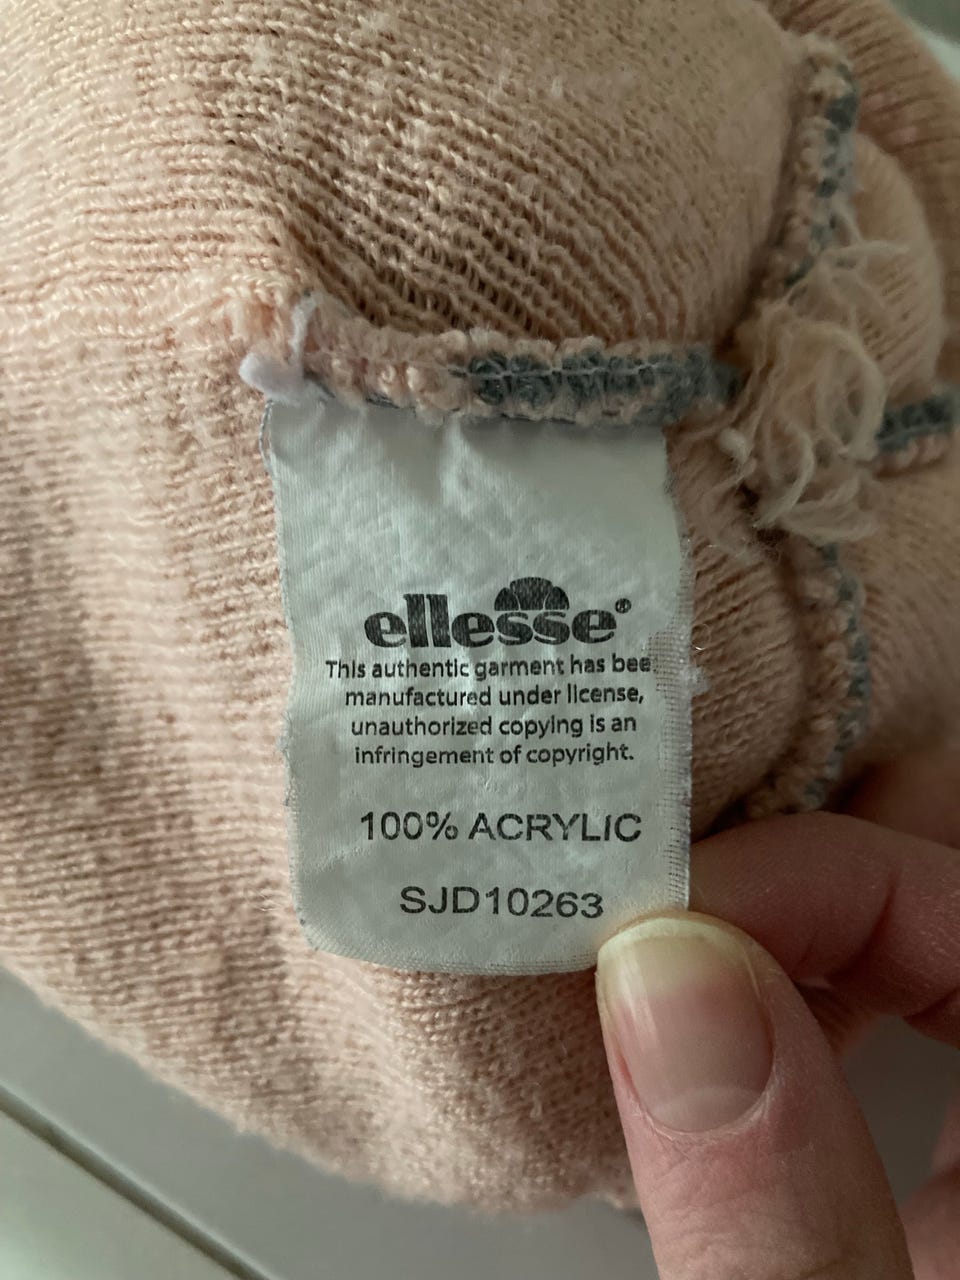 ellesse®
This authentic garment has bee
manufactured under license,
unauthorized copying is an
infringement of copyright.
100% ACRYLIC
SJD10263